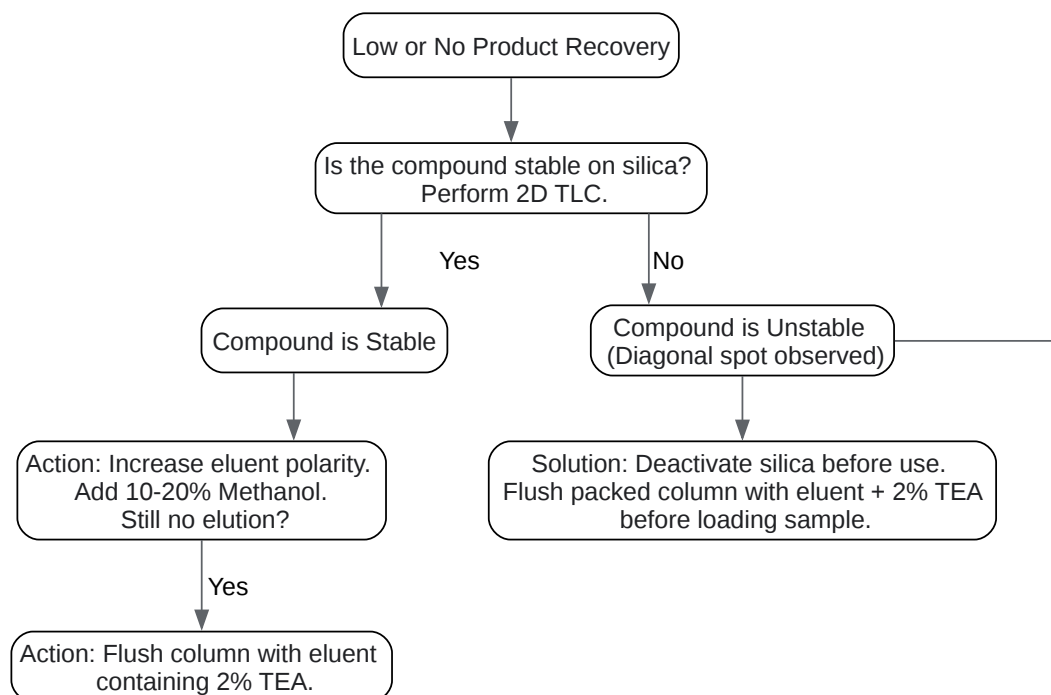 Low or No Product Recovery
Is the compound stable on silica?
Perform 2D TLC.
Yes
No
Compound is Stable
Compound is Unstable
(Diagonal spot observed)
Action: Increase eluent polarity.
Add 10-20% Methanol.
Still no elution?
Solution: Deactivate silica before use.
Flush packed column with eluent + 2% TEA
before loading sample.
Yes
Action: Flush column with eluent
containing 2% TEA.